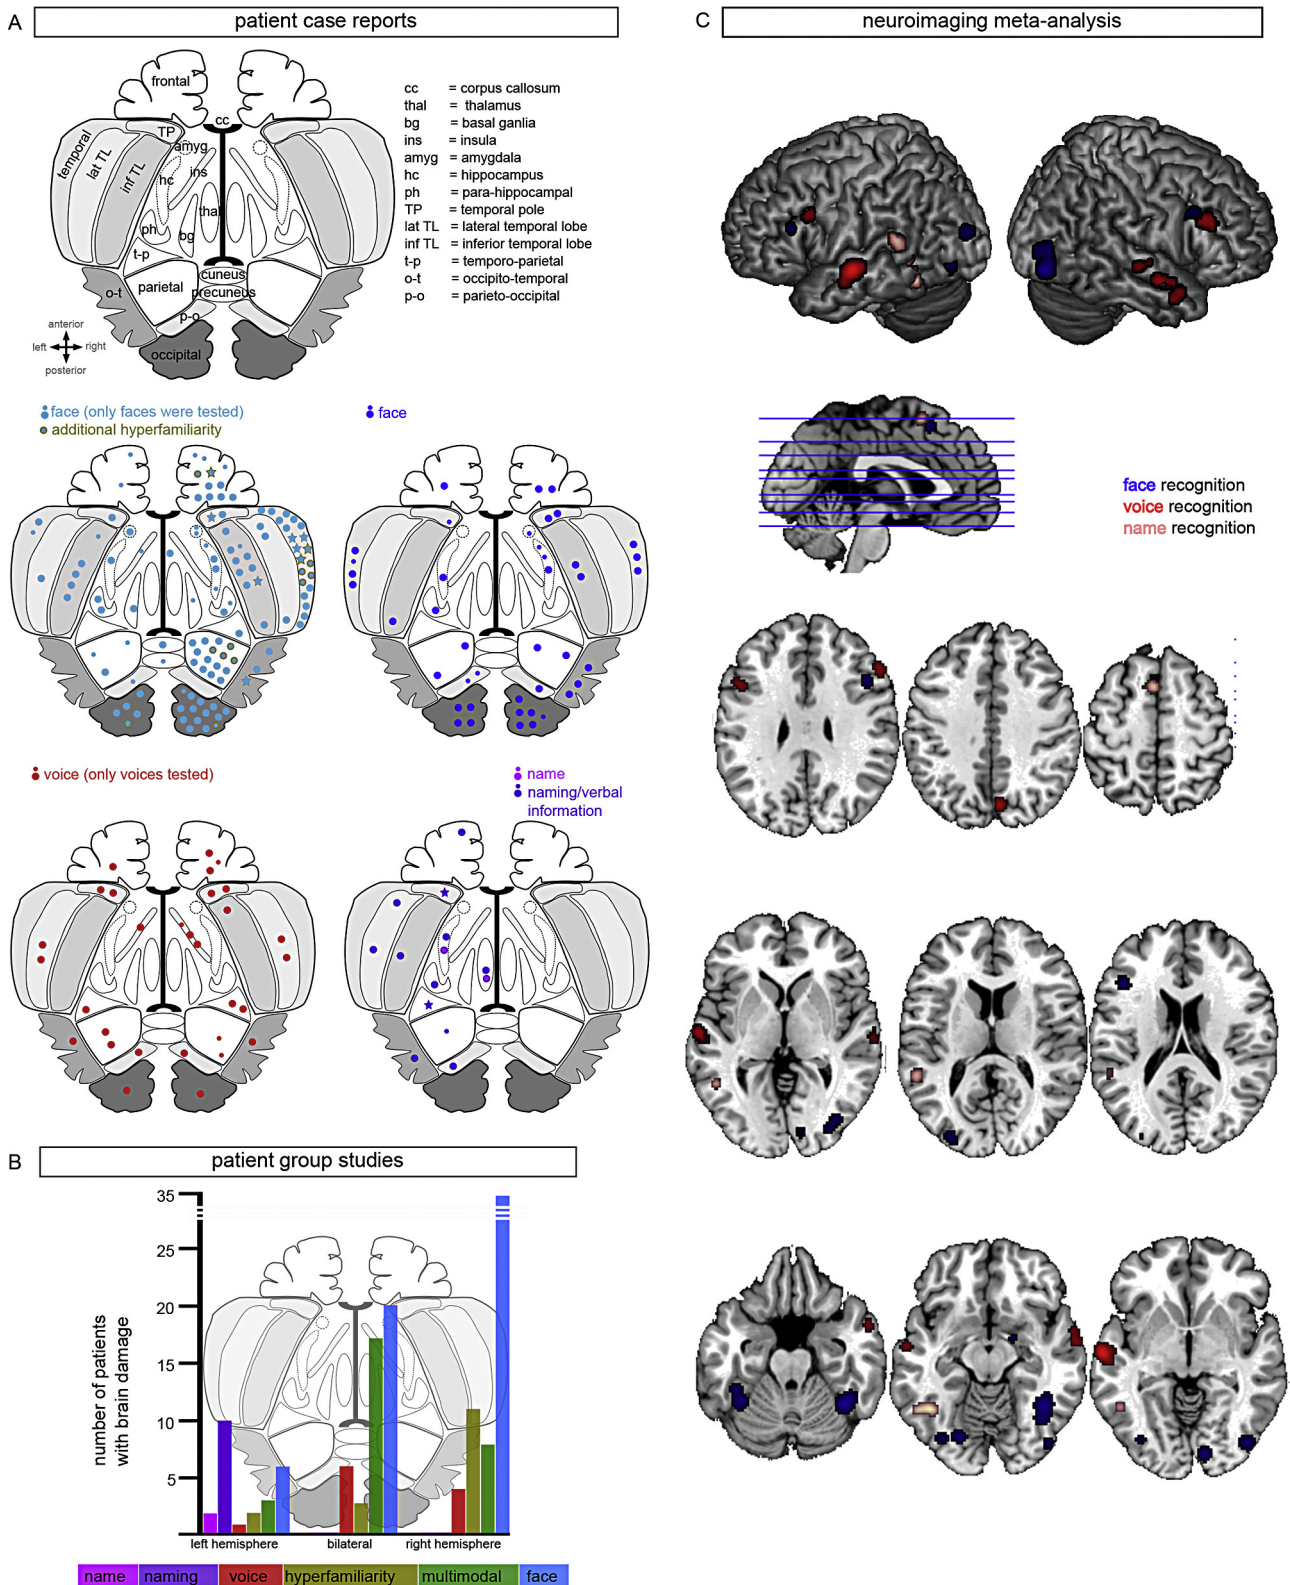 A
patient case reports
frontal
cc
TP
amyg
temporal
lat TL
inf TL
hc
ins
thal
ph
bg
t-p
cuneus
parietal
precuneus
o-t
p-o
occipital
anterior
left
right
posterior
cc = corpus callosum
thal = thalamus
bg = basal ganlia
ins = insula
amyg = amygdala
hc = hippocampus
ph = para-hippocampal
TP = temporal pole
lat TL = lateral temporal lobe
inf TL = inferior temporal lobe
t-p = temporo-parietal
o-t = occipito-temporal
p-o = parieto-occipital
face (only faces were tested)
additional hyperfamiliarity
face
voice (only voices tested)
name
naming/verbal
information
B
patient group studies
number of patients
with brain damage
35
25
20
15
10
5
left hemisphere
bilateral
right hemisphere
name naming voice hyperfamiliarity multimodal face
C
neuroimaging meta-analysis
face recognition
voice recognition
name recognition